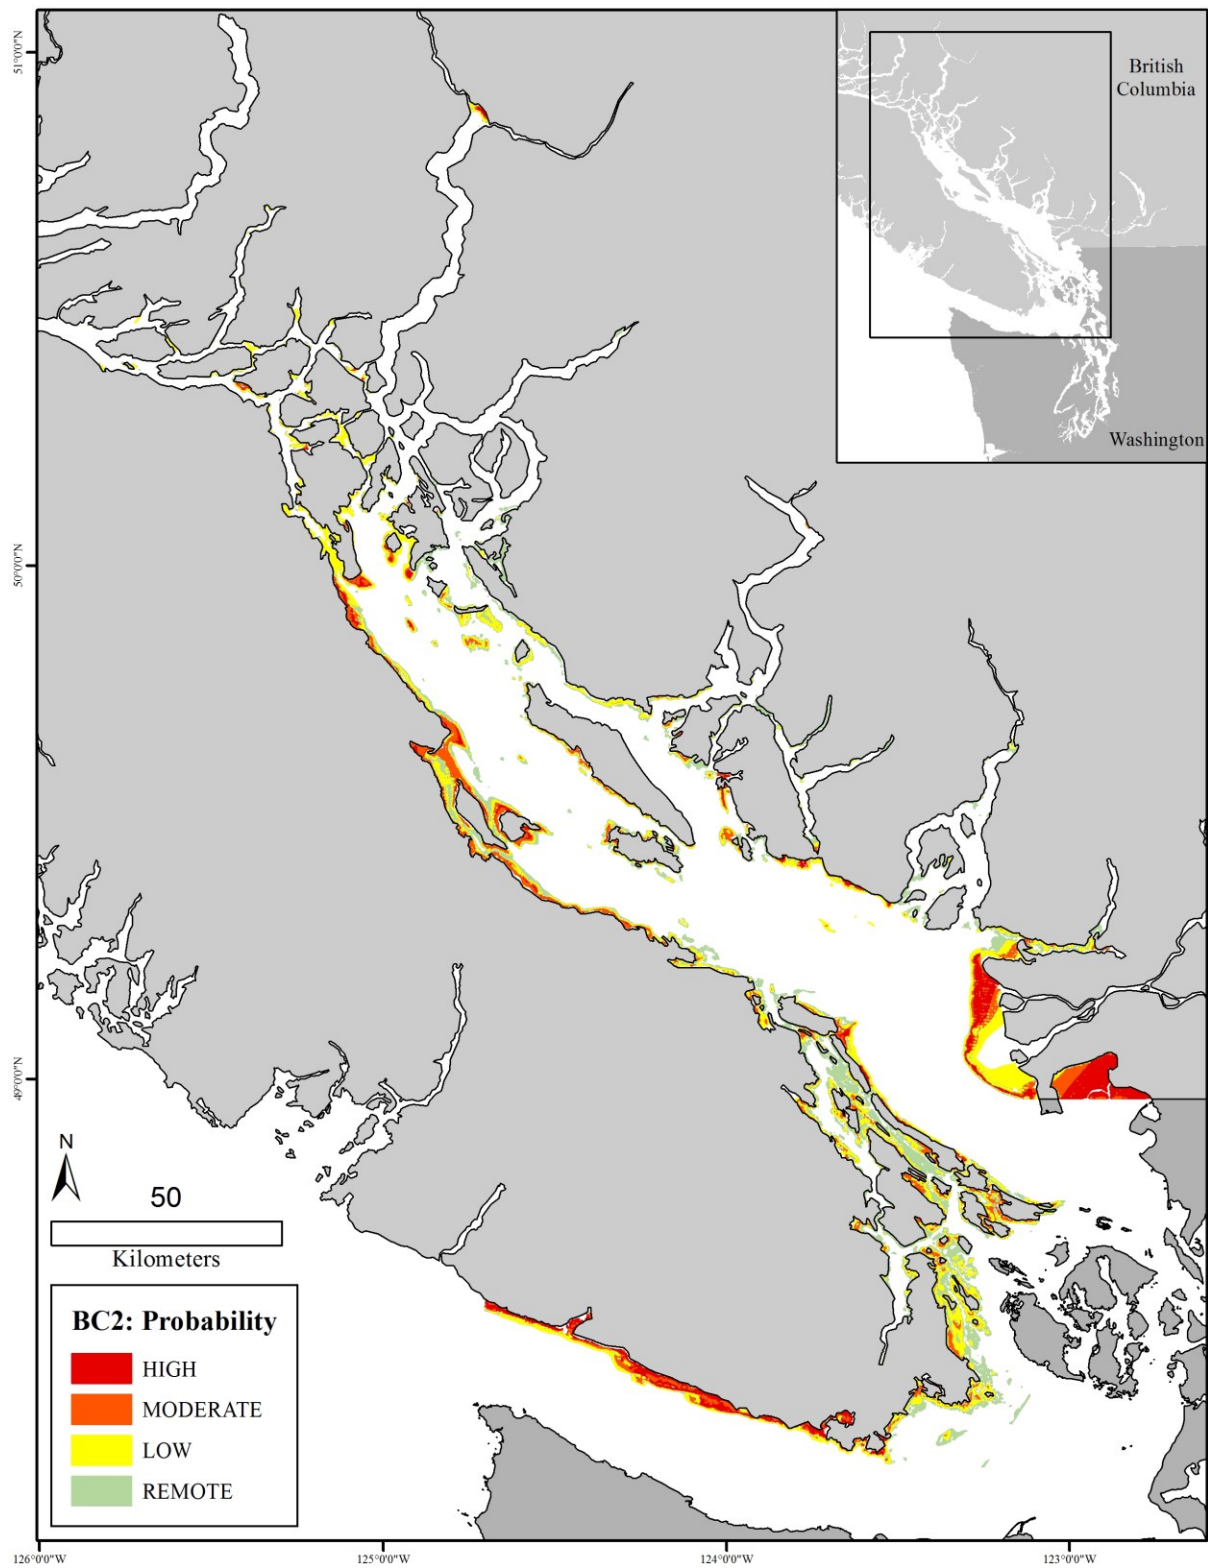 51°0'0"N
British
Columbia
Washington
50°0'0"N
49°0'0"N
N
50
Kilometers
BC2: Probability
HIGH
MODERATE
LOW
REMOTE
126°0'0"W
125°0'0"W
124°0'0"W
123°0'0"W